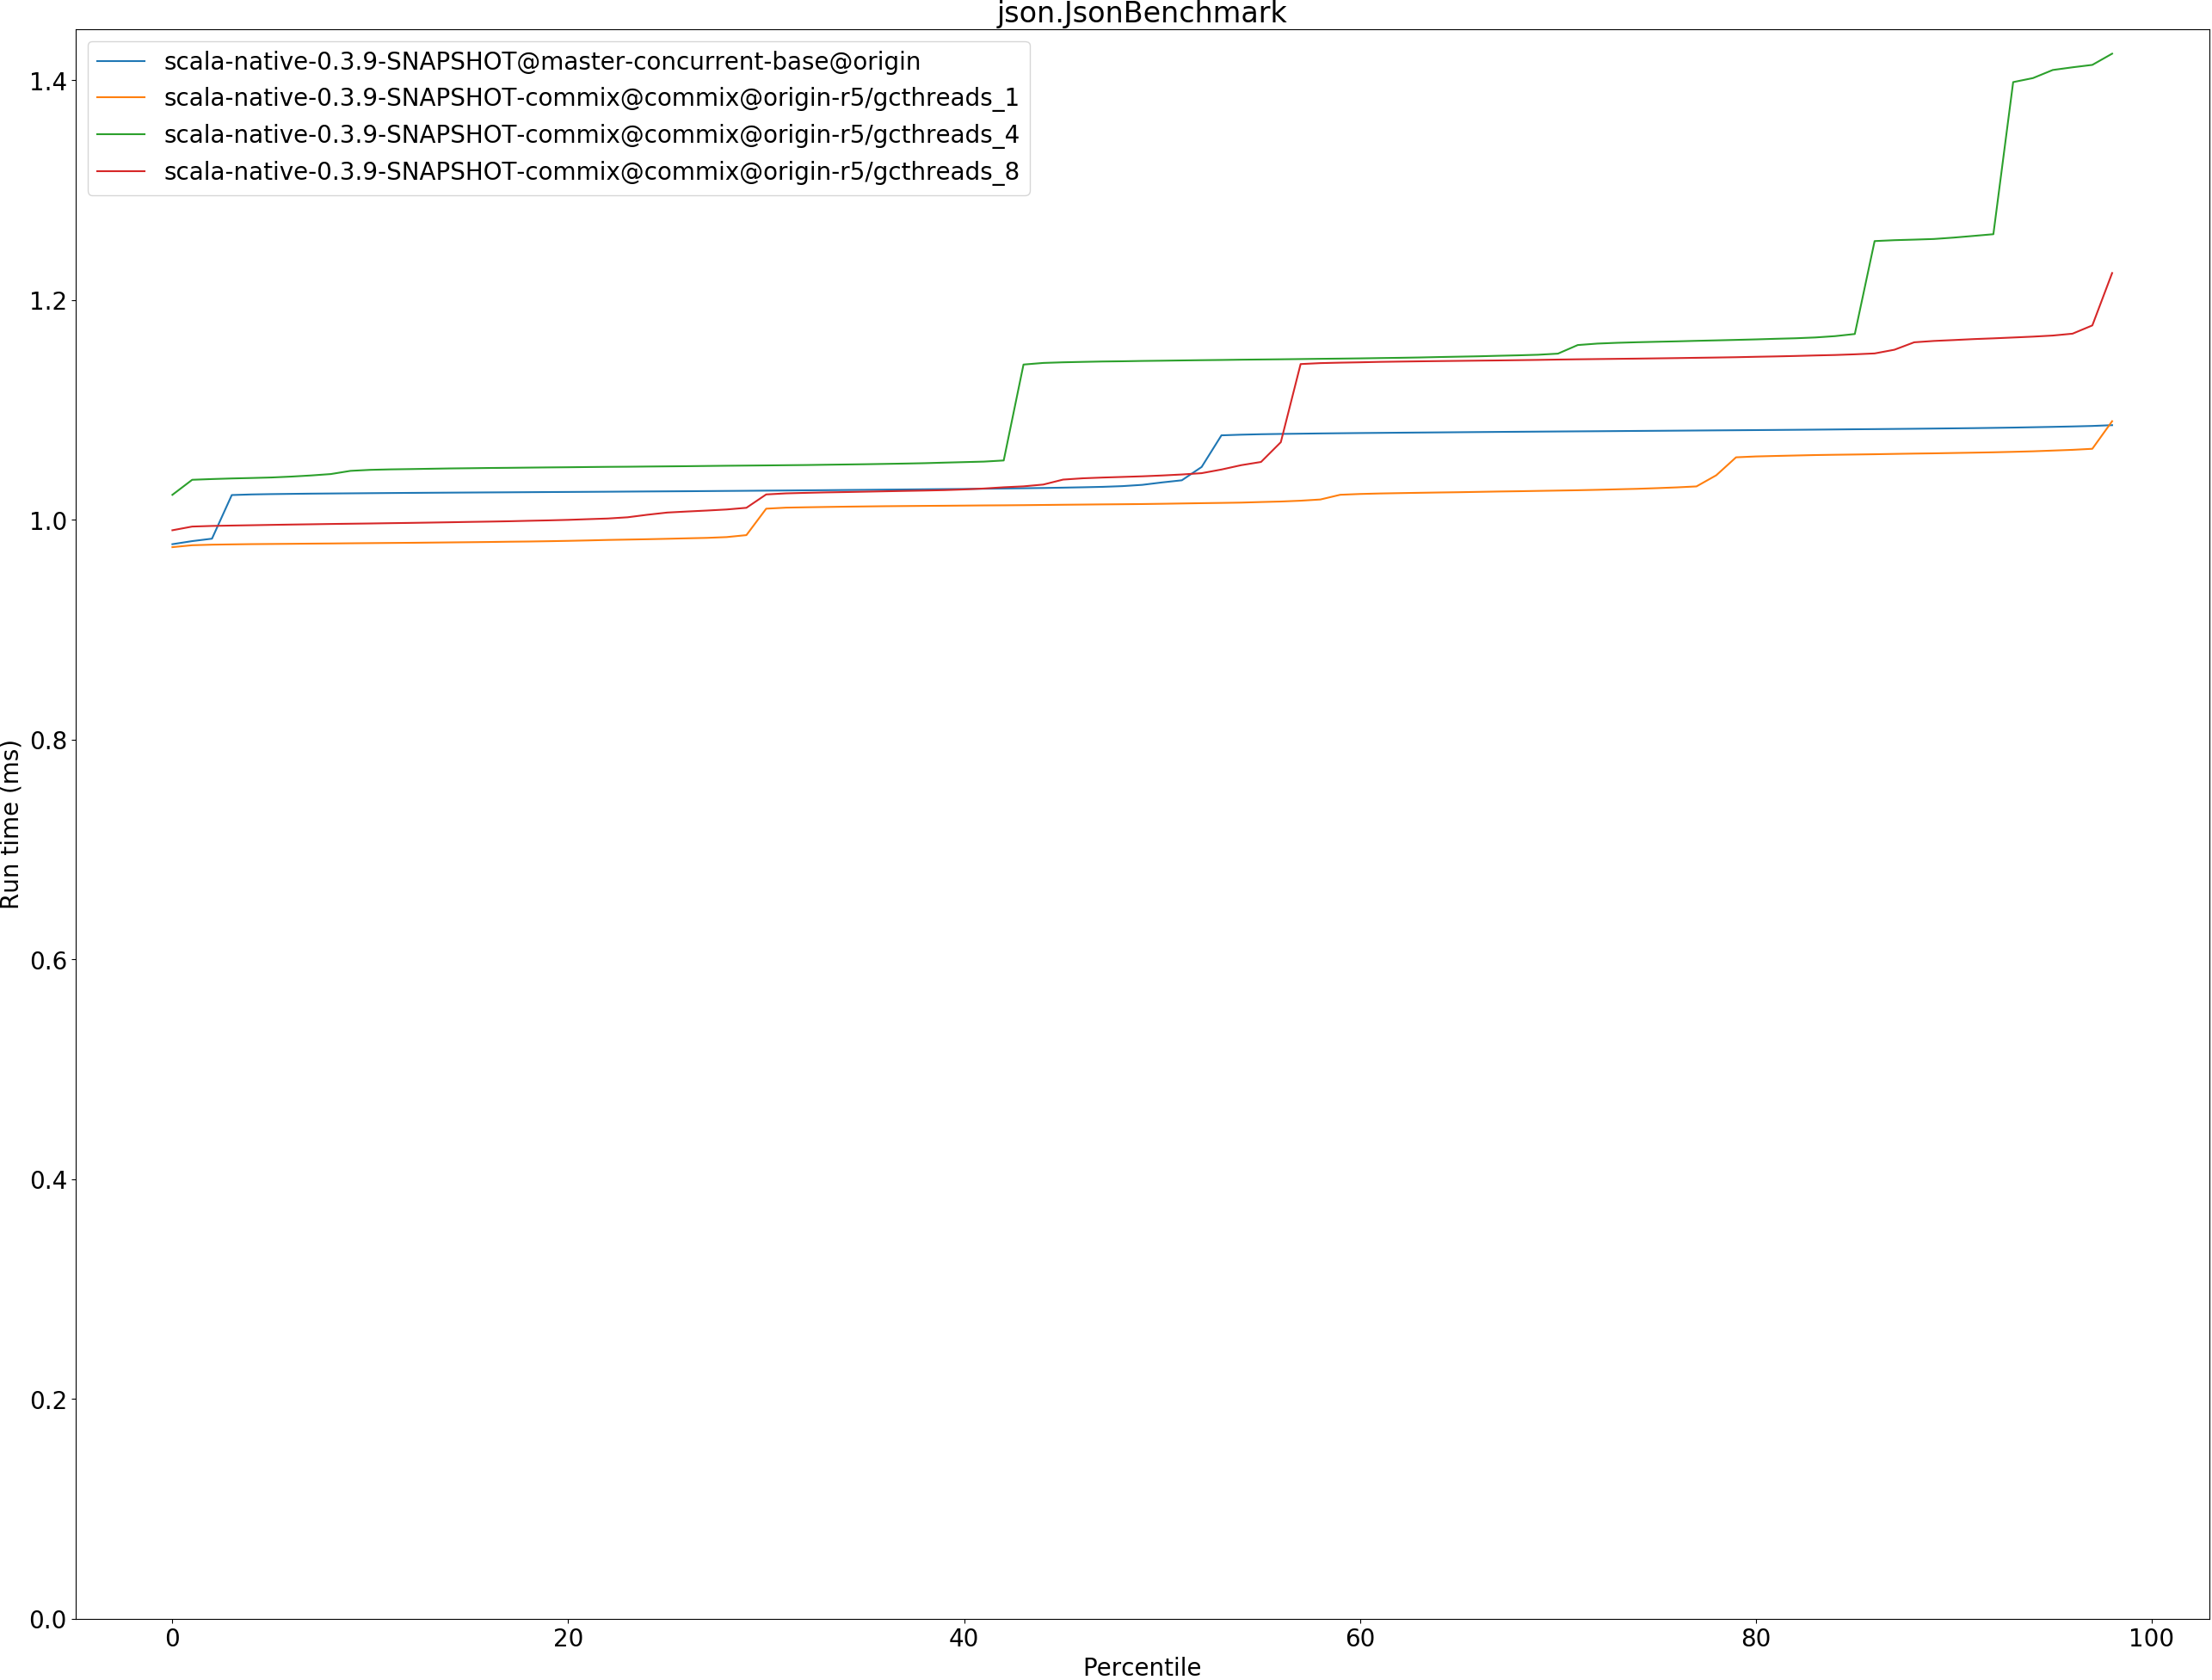 json.JsonBenchmark
scala-native-0.3.9-SNAPSHOT@master-concurrent-base@origin
scala-native-0.3.9-SNAPSHOT-commix@commix@origin-r5/gcthreads_1
scala-native-0.3.9-SNAPSHOT-commix@commix@origin-r5/gcthreads_4
scala-native-0.3.9-SNAPSHOT-commix@commix@origin-r5/gcthreads_8
1.4
1.2
1.0
0.8
0.6
0.4
0.2
0.0
Run time (ms)
0 20 40 60 80 100
Percentile